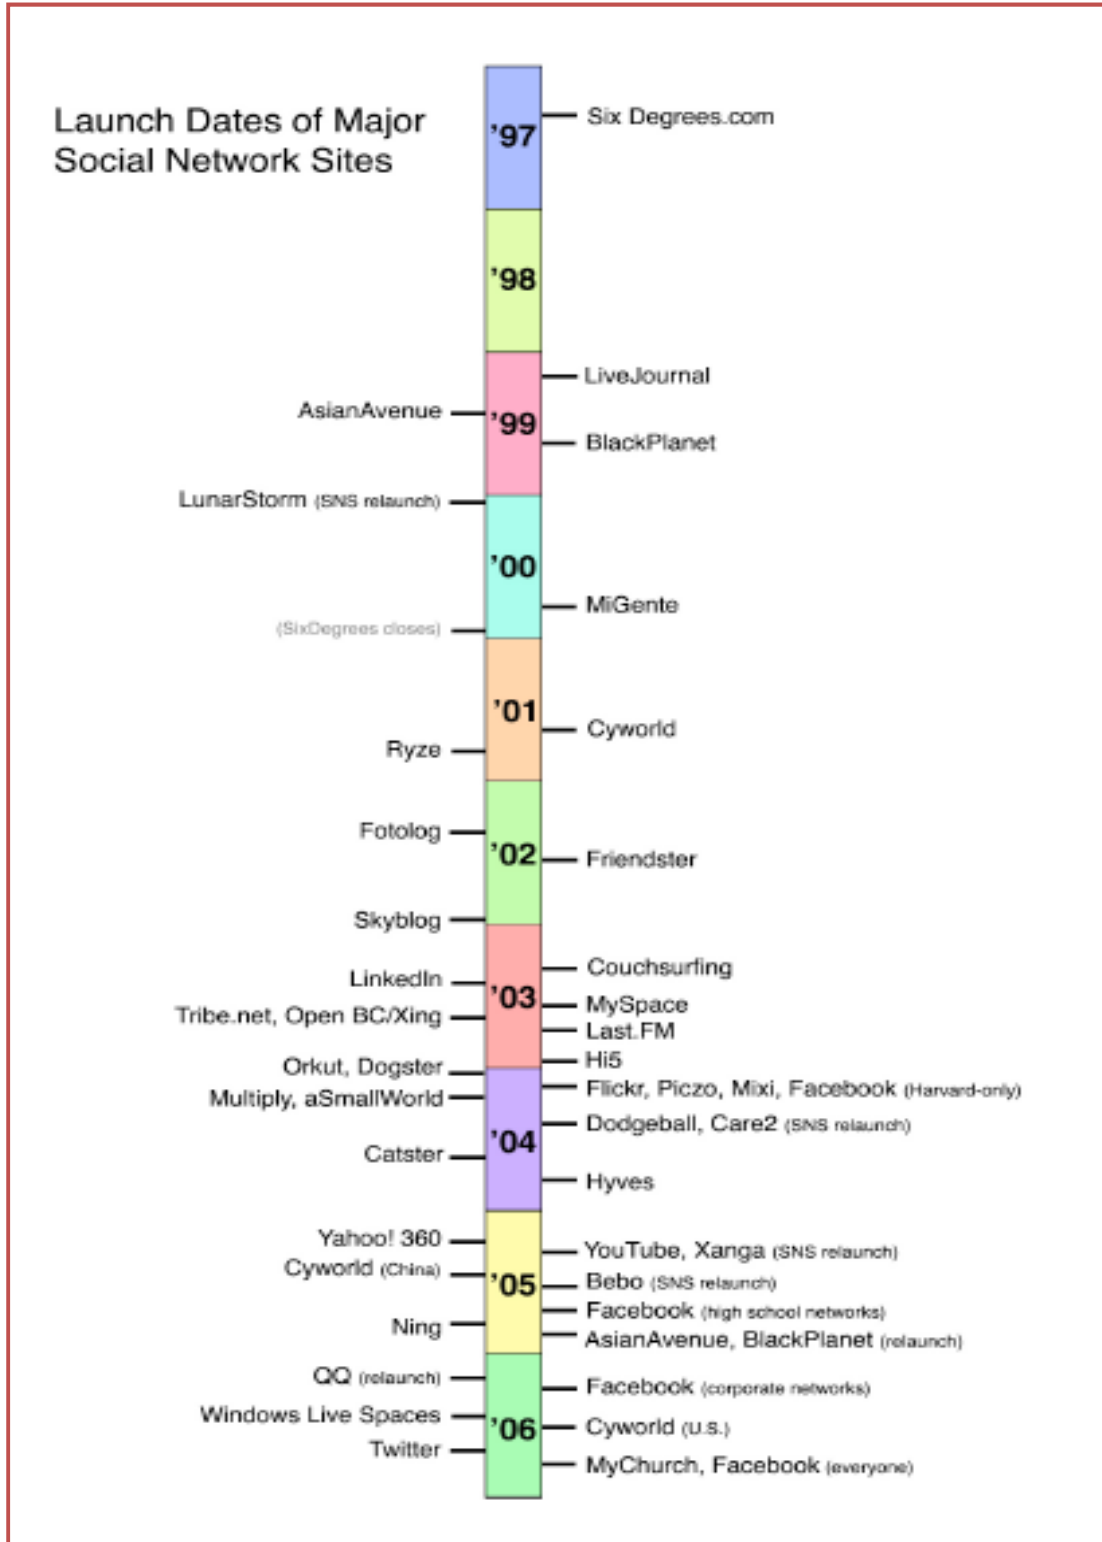 Launch Dates of Major
Social Network Sites
'97
Six Degrees.com
'98
LiveJournal
AsianAvenue
'99
BlackPlanet
LunarStorm (SNS relaunch)
'00
MiGente
(SixDegrees closes)
'01
Cyworld
Ryze
Fotolog
'02
Friendster
Skyblog
Couchsurfing
LinkedIn
'03
MySpace
Tribe.net, Open BC/Xing
Last.FM
Hi5
Orkut, Dogster
Flickr, Piczo, Mixi, Facebook (Harvard-only)
Multiply, aSmallWorld
Dodgeball, Care2 (SNS relaunch)
'04
Catster
Hyves
Yahoo! 360
YouTube, Xanga (SNS relaunch)
Cyworld (China)
'05
Bebo (SNS relaunch)
Facebook (high school networks)
Ning
AsianAvenue, BlackPlanet (relaunch)
QQ (relaunch)
Facebook (corporate networks)
Windows Live Spaces
'06
Cyworld (U.S.)
Twitter
MyChurch, Facebook (everyone)